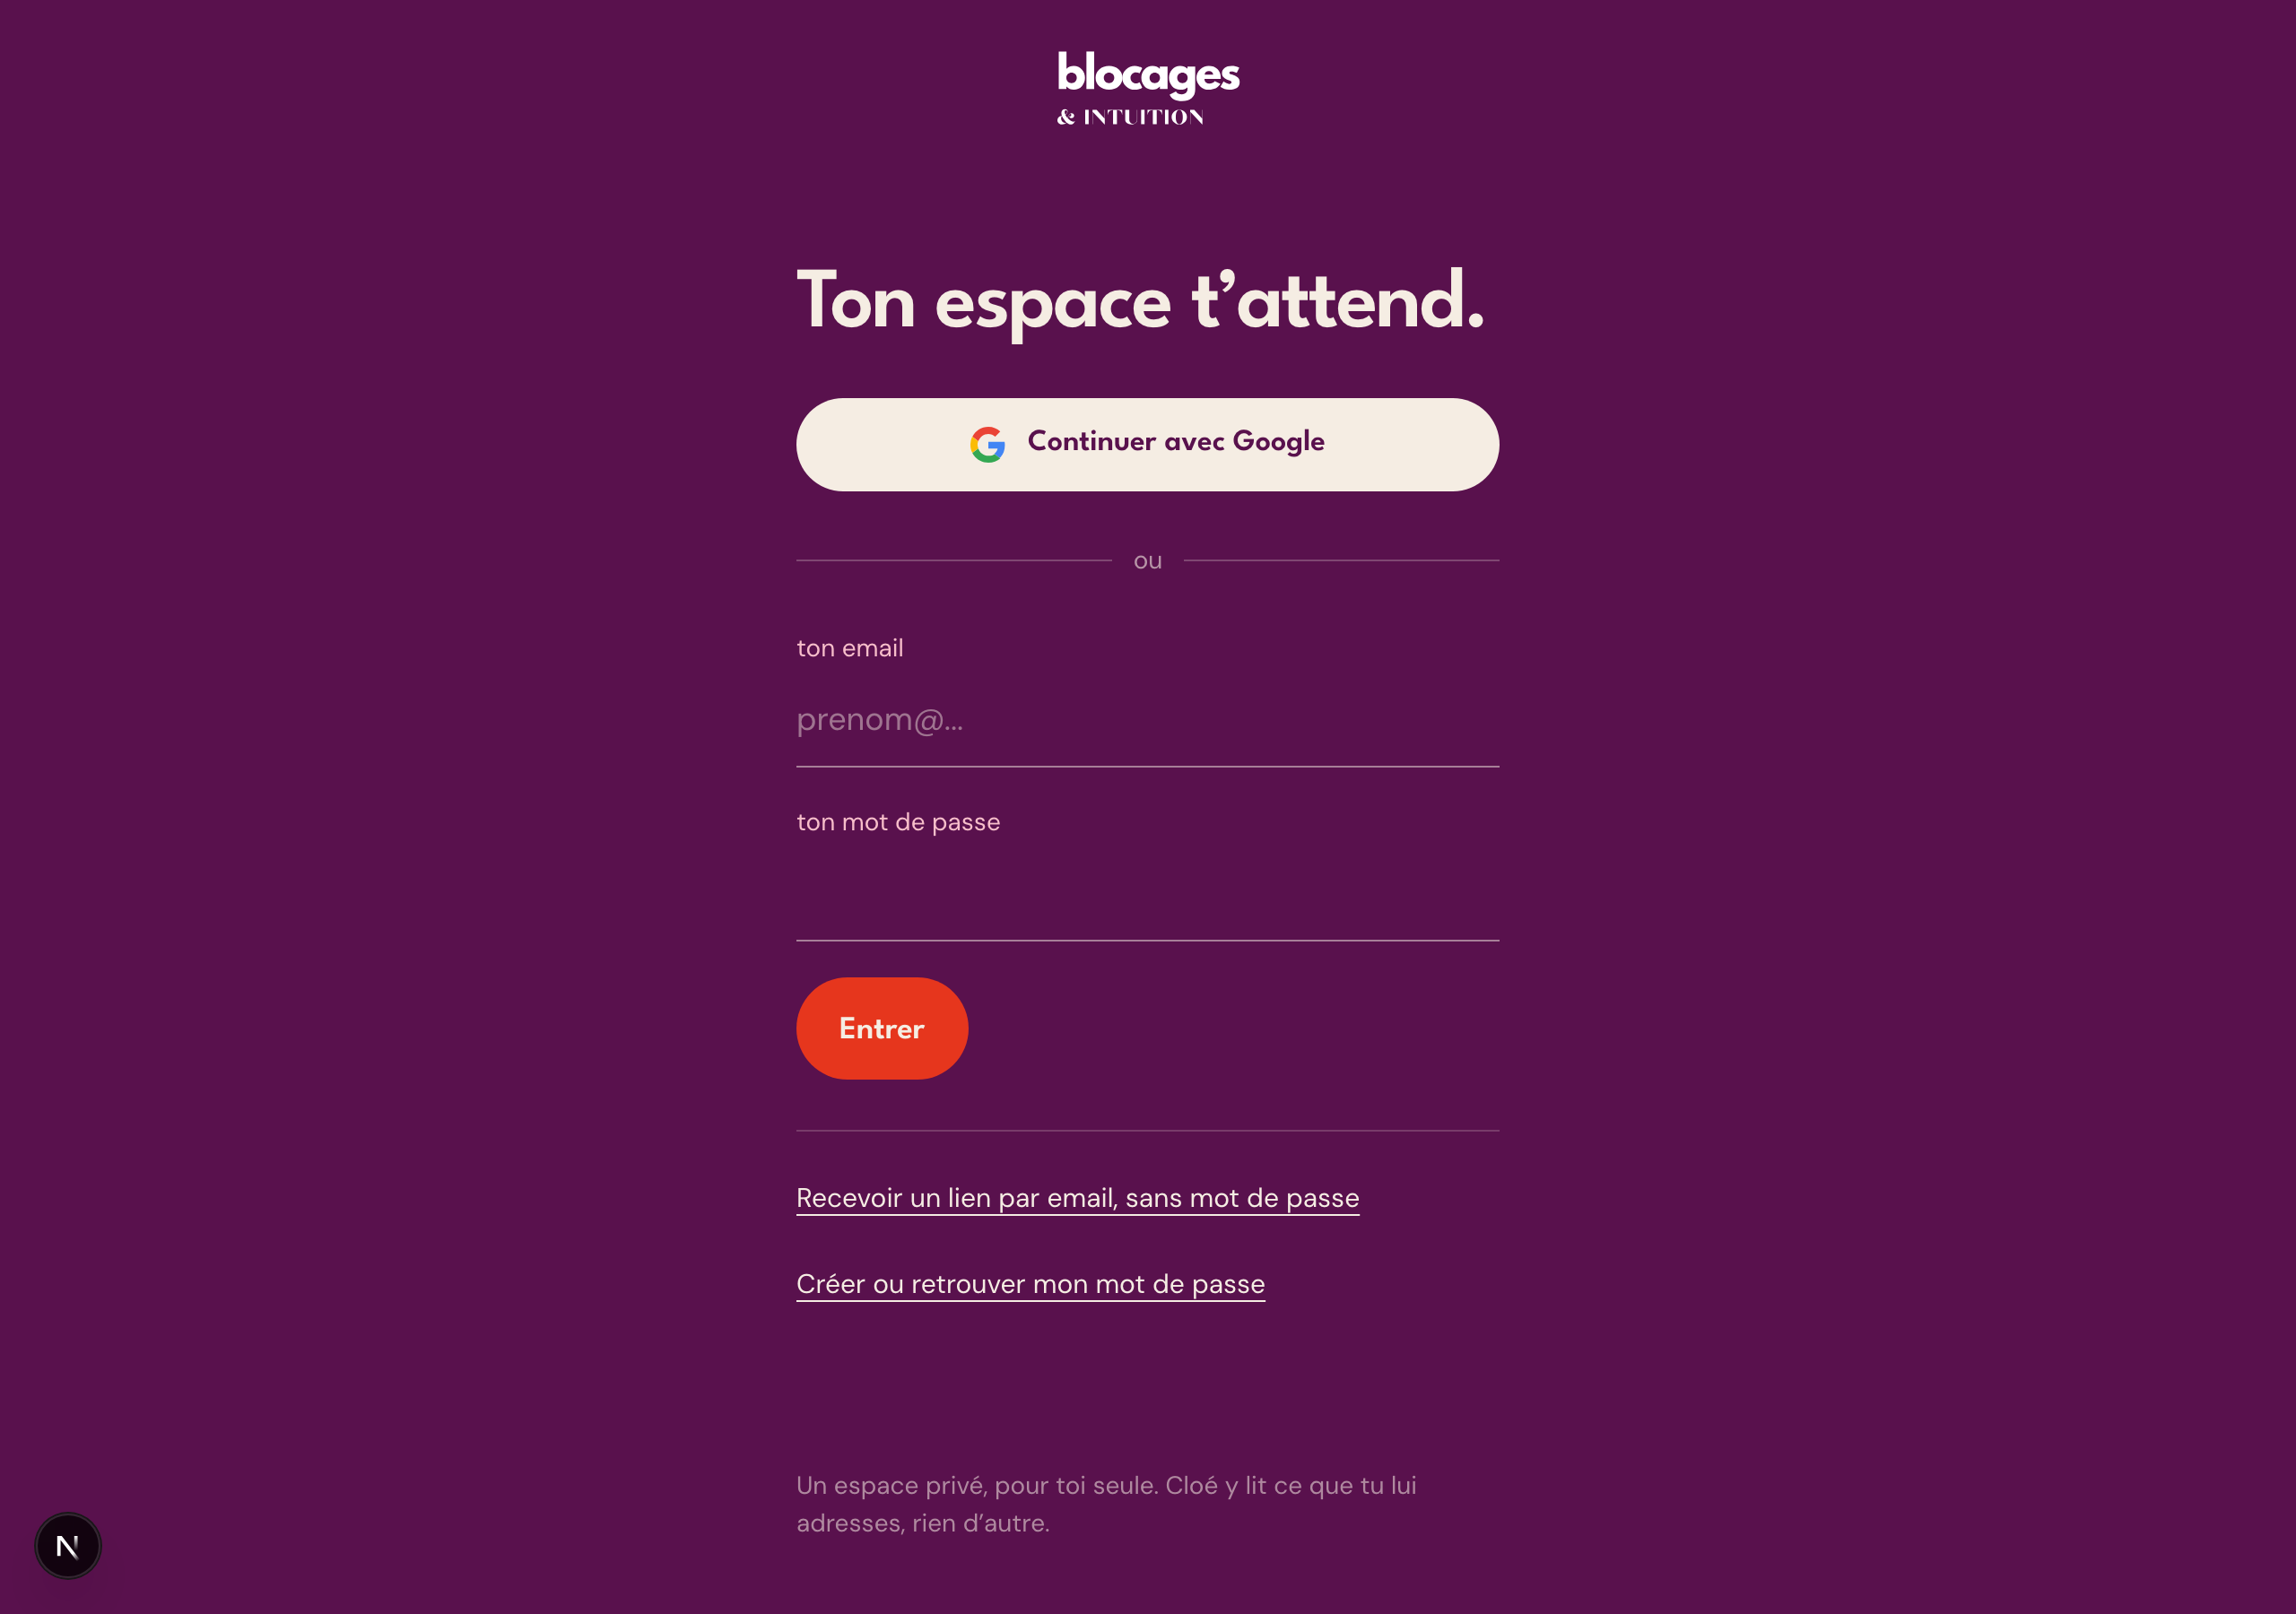 blocages
& INTUITION
Ton espace t’attend.
Continuer avec Google
ou
ton email
prenom@...
ton mot de passe
Entrer
Recevoir un lien par email, sans mot de passe
Créer ou retrouver mon mot de passe
Un espace privé, pour toi seule. Cloé y lit ce que tu lui
adresses, rien d’autre.
N